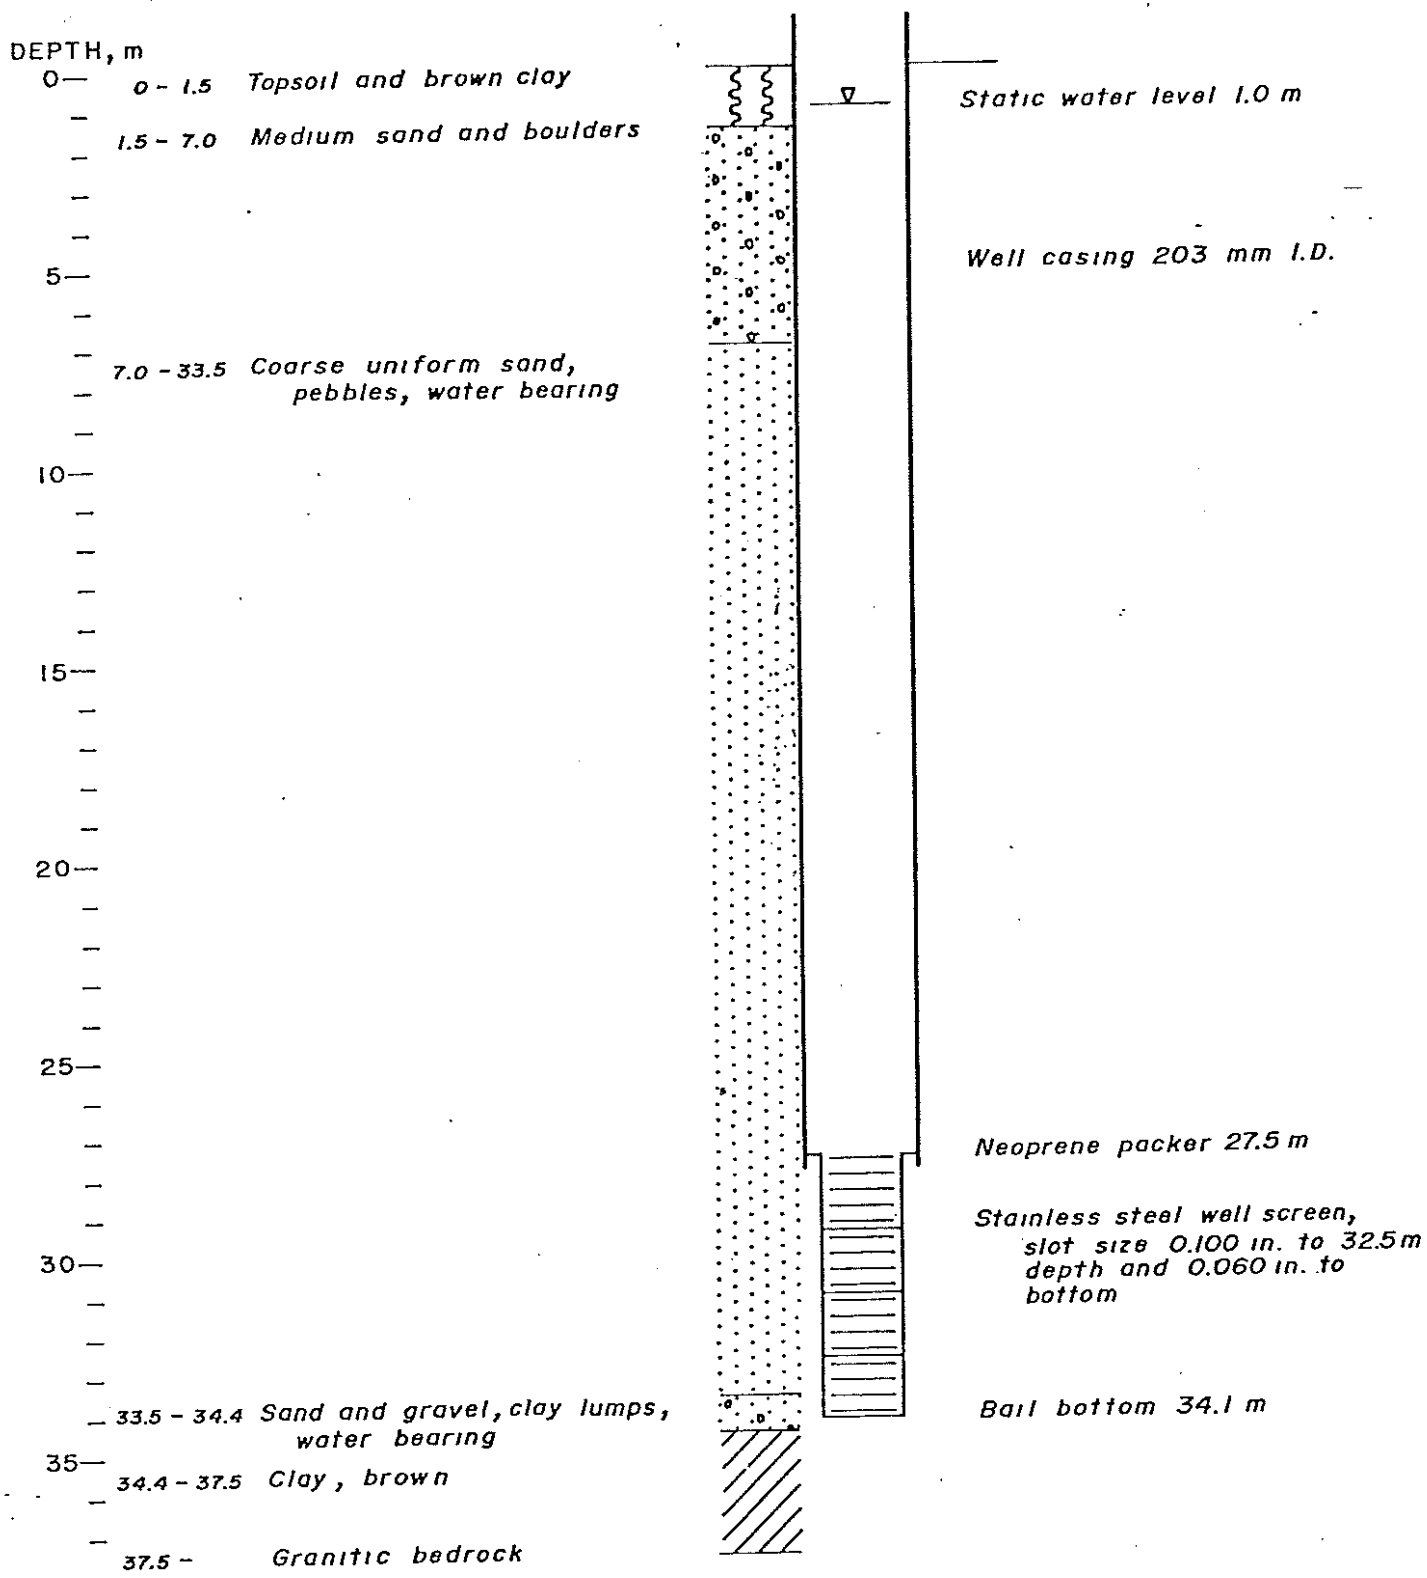 DEPTH, m
0
0 - 1.5 Topsoil and brown clay
Static water level 1.0 m
1.5 - 7.0 Medium sand and boulders
Well casing 203 mm I.D.
5
7.0 - 33.5 Coarse uniform sand,
pebbles, water bearing
10
15
20
25
Neoprene packer 27.5 m
Stainless steel well screen,
slot size 0.100 in. to 32.5 m
depth and 0.060 in. to
bottom
30
33.5 - 34.4 Sand and gravel, clay lumps,
water bearing
Bail bottom 34.1 m
35
34.4 - 37.5 Clay, brown
37.5 - Granitic bedrock